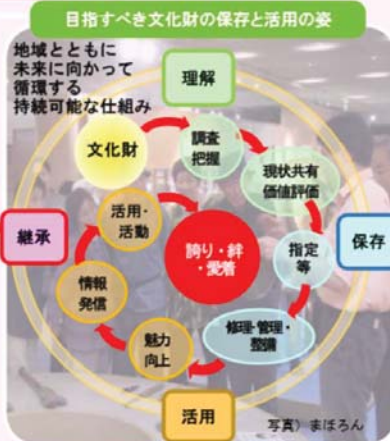 目指すべき文化財の保存と活用の姿
地域とともに
未来に向かって
循環する
持続可能な仕組み
理解
文化財
調査
把握
現状共有
価値評価
保存
指定
等
修理・管理・
整備
活用
魅力
向上
情報
発信
継承
活用・
活動
誇り・絆
・愛着
写真）まほろん